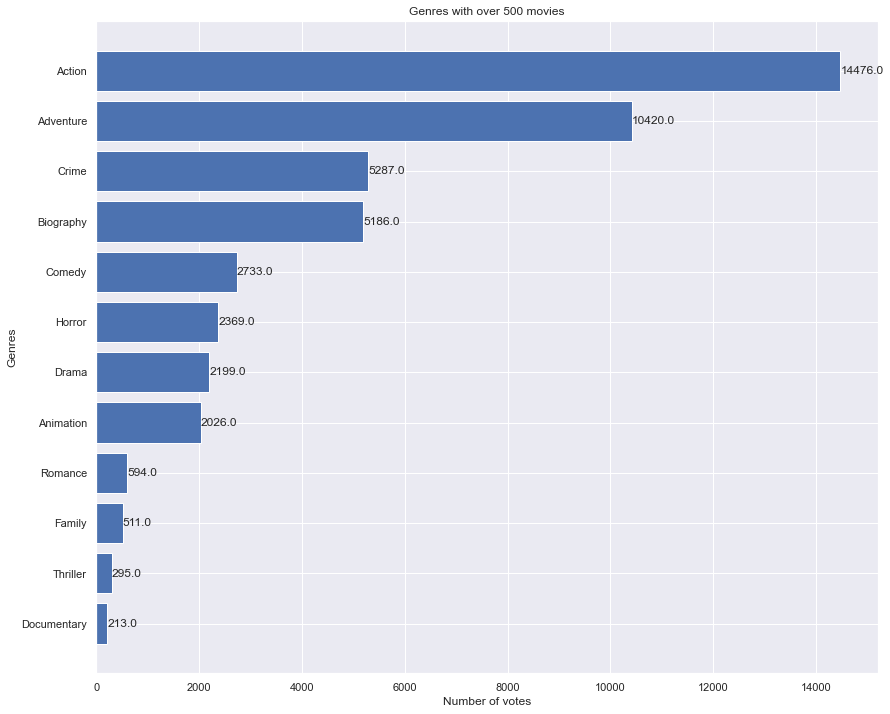 Genres with over 500 movies
Action 14476.0
Adventure 10420.0
Crime 5287.0
Biography 5186.0
Comedy 2733.0
Horror 2369.0
Drama 2199.0
Animation 2026.0
Romance 594.0
Family 511.0
Thriller 295.0
Documentary 213.0
Genres
0 2000 4000 6000 8000 10000 12000 14000
Number of votes